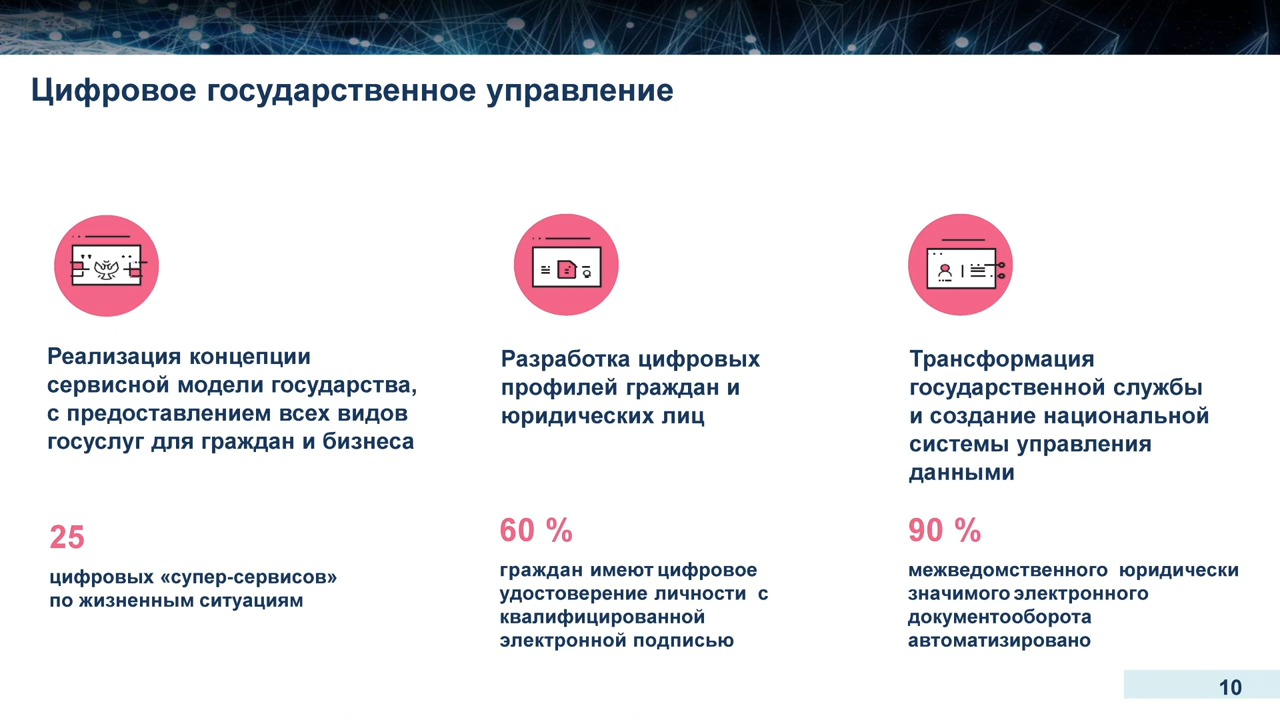 Цифровое государственное управление
Реализация концепции
сервисной модели государства,
с предоставлением всех видов
госуслуг для граждан и бизнеса
25
цифровых «супер-сервисов»
по жизненным ситуациям
Разработка цифровых
профилей граждан и
юридических лиц
60 %
граждан имеют цифровое
удостоверение личности с
квалифицированной
электронной подписью
Трансформация
государственной службы
и создание национальной
системы управления
данными
90 %
межведомственного юридически
значимого электронного
документооборота
автоматизировано
10